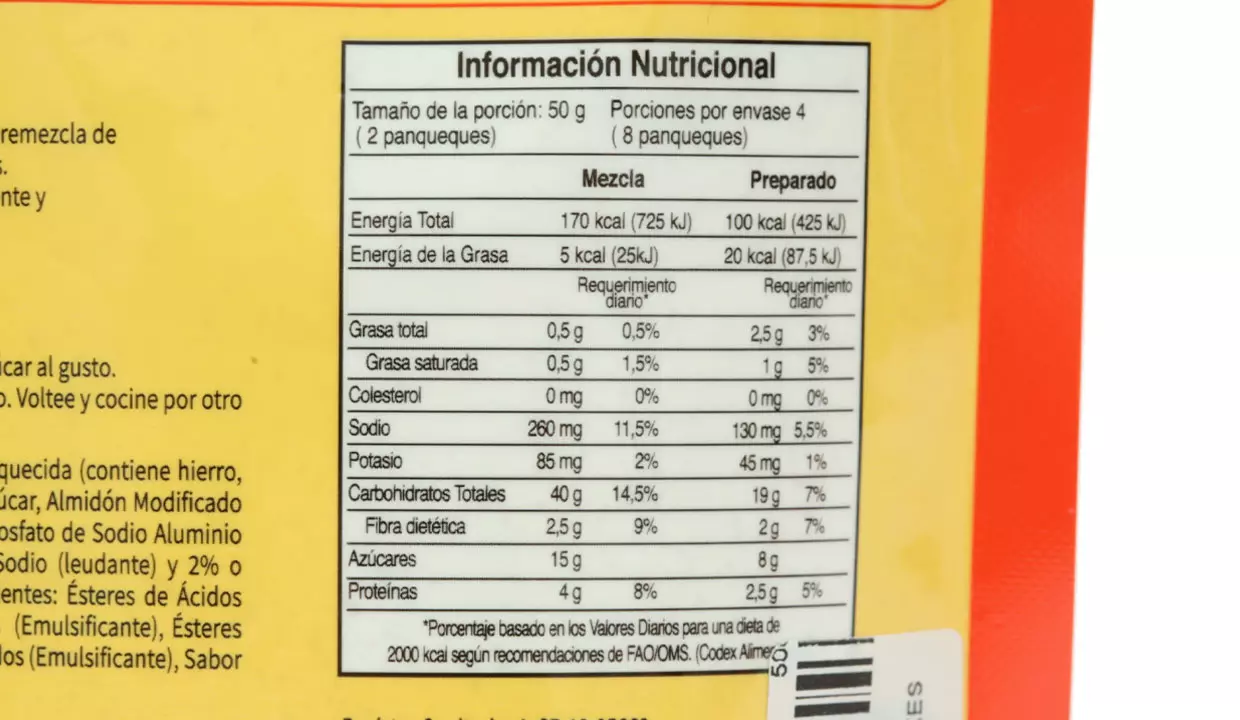 remezcla de
s.
nte y
car al gusto.
o. Voltee y cocine por otro
quecida (contiene hierro,
úcar, Almidón Modificado
osfato de Sodio Aluminio
Sodio (leudante) y 2% o
entes: Ésteres de Ácidos
(Emulsificante), Ésteres
los (Emulsificante), Sabor
Información Nutricional
Tamaño de la porción: 50 g Porciones por envase 4
( 2 panqueques) ( 8 panqueques)
Mezcla Preparado
Energía Total 170 kcal (725 kJ) 100 kcal (425 kJ)
Energía de la Grasa 5 kcal (25kJ) 20 kcal (87,5 kJ)
Requerimiento Requerimiento
diario* diario*
Grasa total 0,5 g 0,5% 2,5 g 3%
Grasa saturada 0,5 g 1,5% 1 g 5%
Colesterol 0 mg 0% 0 mg 0%
Sodio 260 mg 11,5% 130 mg 5,5%
Potasio 85 mg 2% 45 mg 1%
Carbohidratos Totales 40 g 14,5% 19 g 7%
Fibra dietética 2,5 g 9% 2 g 7%
Azúcares 15 g 8 g
Proteínas 4 g 8% 2,5 g 5%
*Porcentaje basado en los Valores Diarios para una dieta de
2000 kcal según recomendaciones de FAO/OMS. (Codex Alimen
500
ES